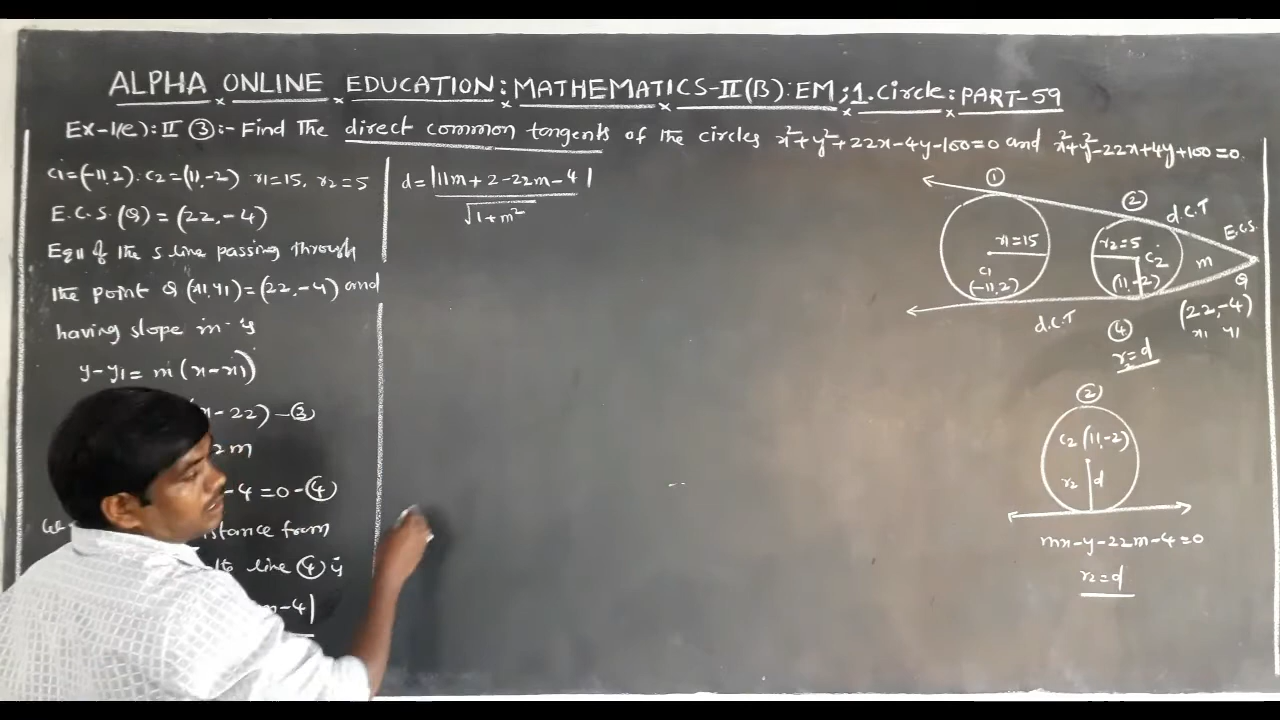 ALPHA ONLINE EDUCATION: MATHEMATICS-II(B): EM; 1. Circle: PART-59
Ex-1(e): II ③:- Find the direct common tangents of the circles x²+y²+22x-4y-100=0 and x²+y²-22x+4y+100=0.
c1=(-11,2). c2=(11,-2) r1=15, r2=5
E.C.S. (Q) = (22,-4)
Eqn of the s line passing through
the point Q (x1,y1)=(22,-4) and
having slope 'm' is
y-y1 = m (x-x1)
x-22) -③
2m
-4 =0 -④
distance from
to line ④ is
m-4|
d= |11m+2-22m-4|
√1+m²
①
②
d.C.T
E.C.S.
r1=15
r2=5
C2
m
C1
(-11,2)
(11,-2)
Q
(22,-4)
x1 y1
d.C.T
④
r2=d
②
C2 (11,-2)
r2 d
mx-y-22m-4=0
r2=d